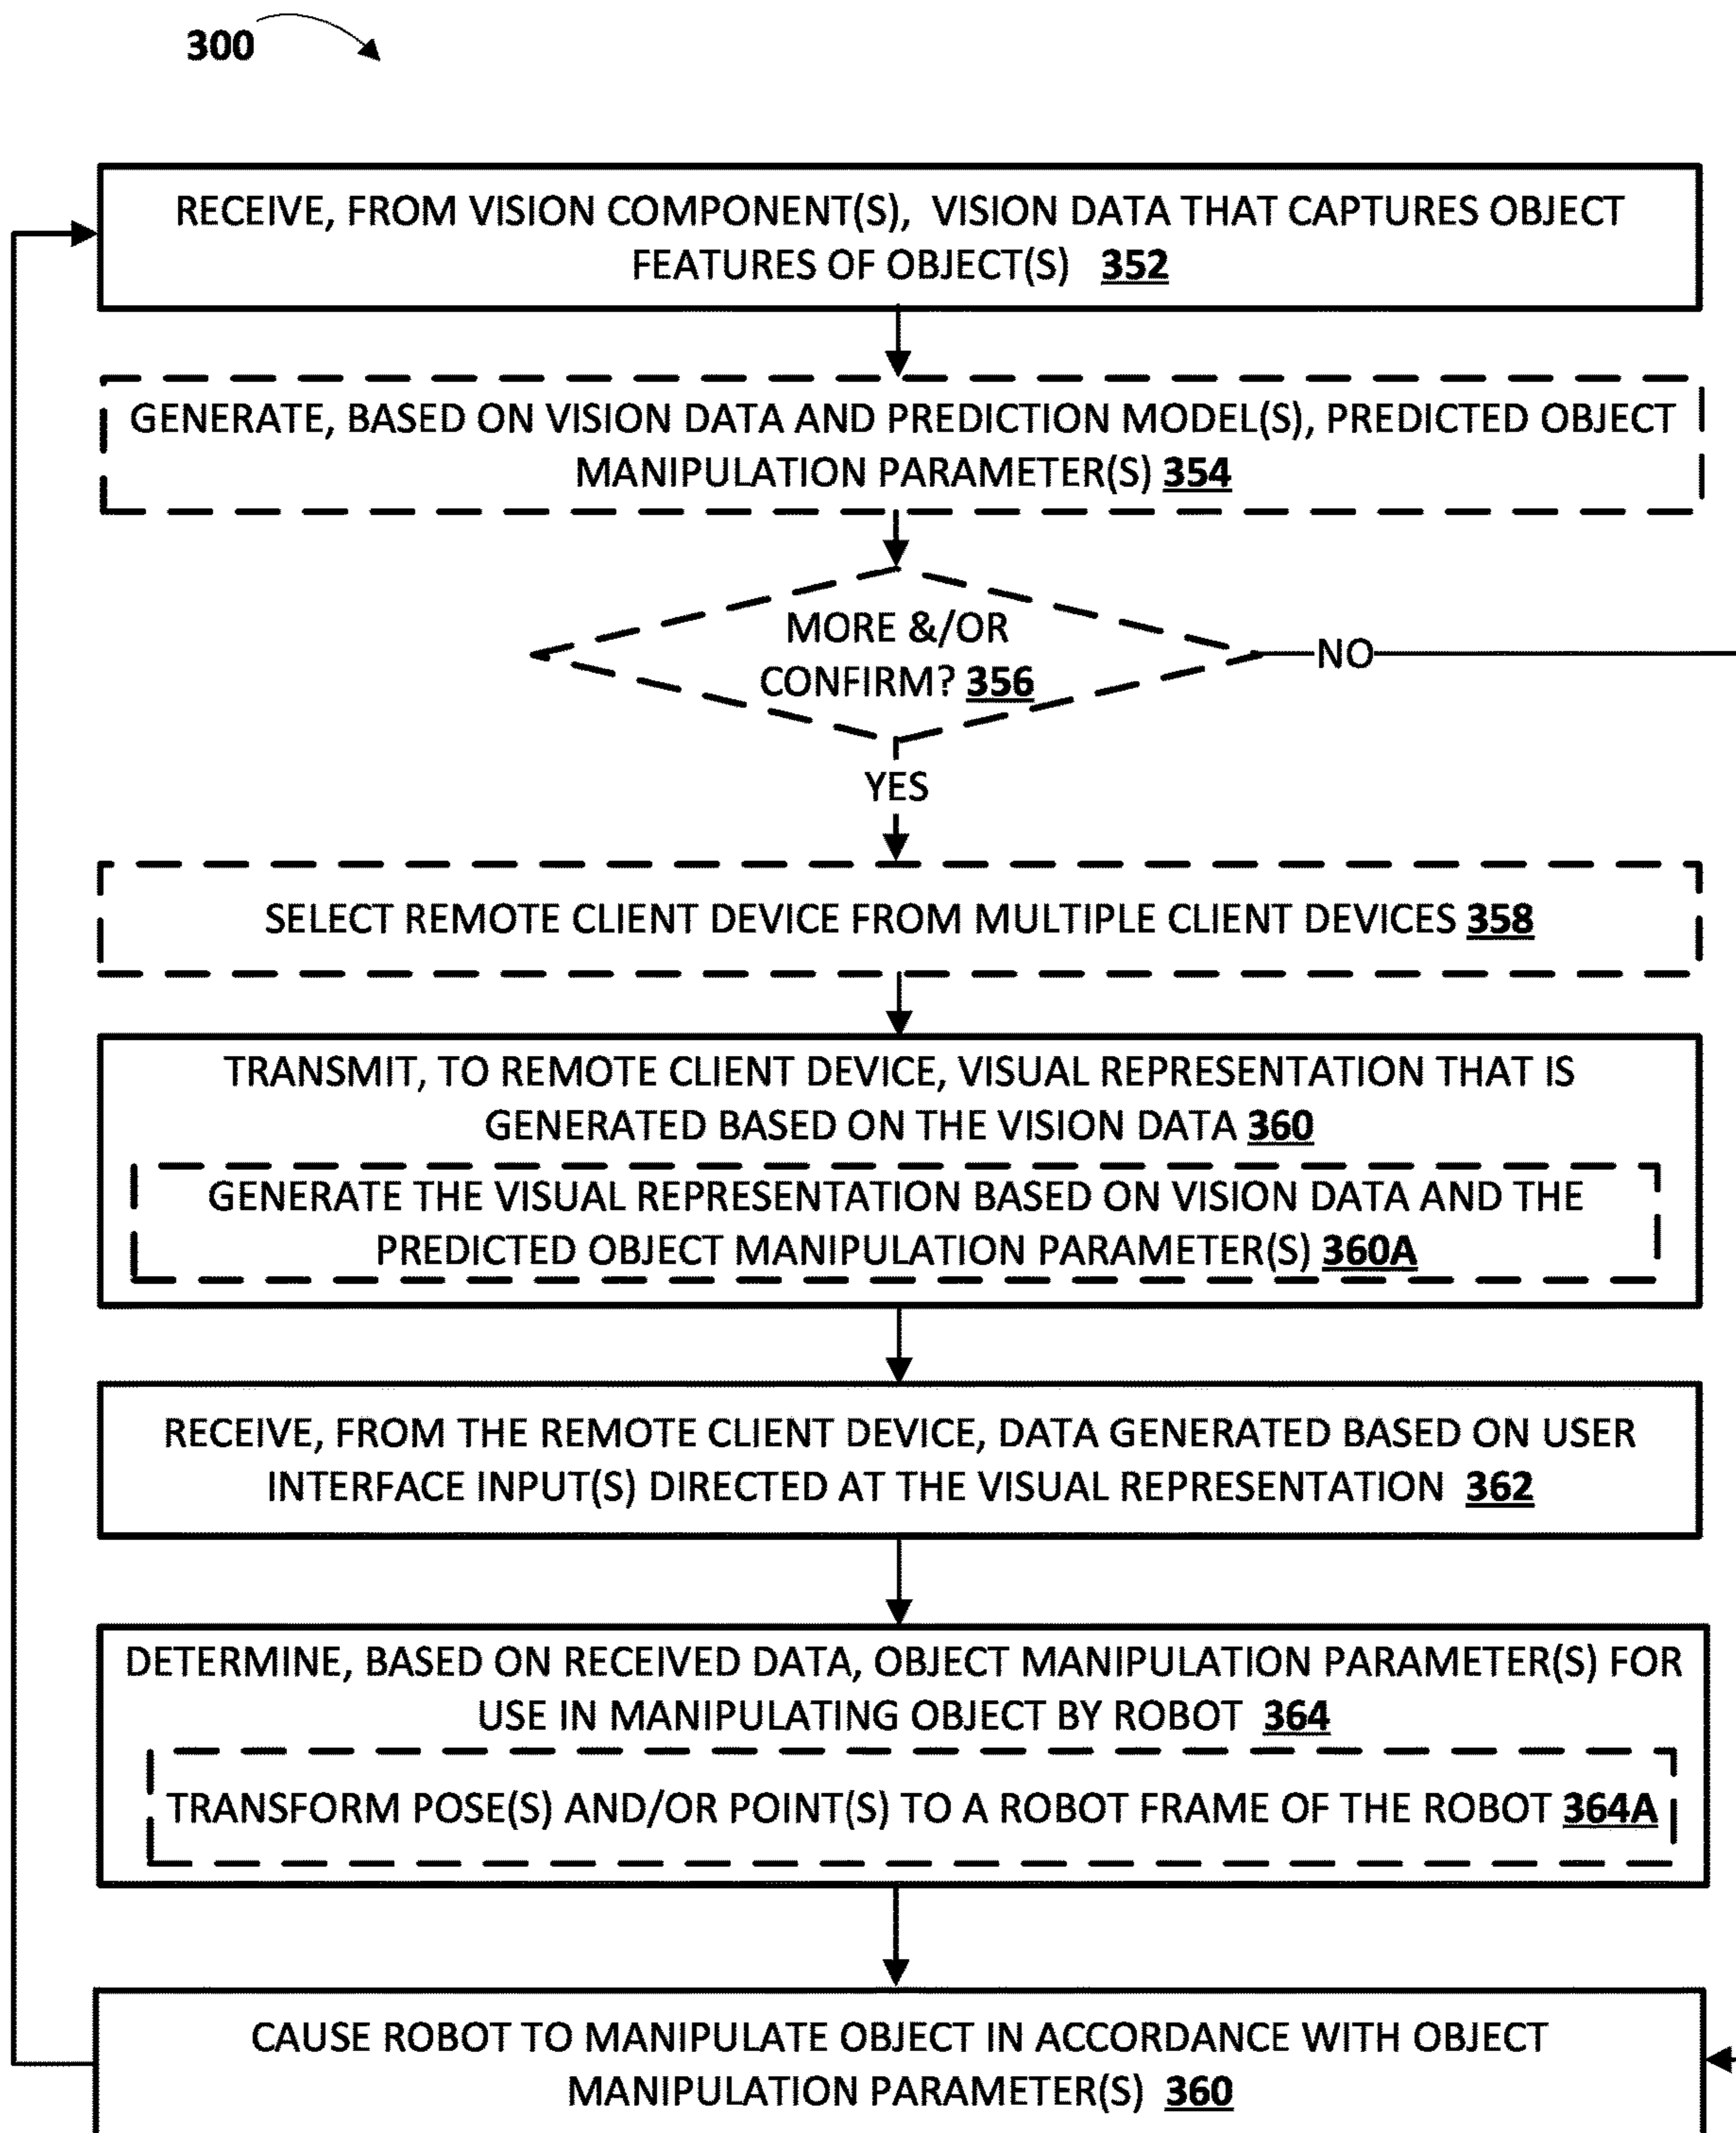 300
RECEIVE, FROM VISION COMPONENT(S), VISION DATA THAT CAPTURES OBJECT
FEATURES OF OBJECT(S) 352
GENERATE, BASED ON VISION DATA AND PREDICTION MODEL(S), PREDICTED OBJECT
MANIPULATION PARAMETER(S) 354
MORE &/OR
CONFIRM? 356
NO
YES
SELECT REMOTE CLIENT DEVICE FROM MULTIPLE CLIENT DEVICES 358
TRANSMIT, TO REMOTE CLIENT DEVICE, VISUAL REPRESENTATION THAT IS
GENERATED BASED ON THE VISION DATA 360
GENERATE THE VISUAL REPRESENTATION BASED ON VISION DATA AND THE
PREDICTED OBJECT MANIPULATION PARAMETER(S) 360A
RECEIVE, FROM THE REMOTE CLIENT DEVICE, DATA GENERATED BASED ON USER
INTERFACE INPUT(S) DIRECTED AT THE VISUAL REPRESENTATION 362
DETERMINE, BASED ON RECEIVED DATA, OBJECT MANIPULATION PARAMETER(S) FOR
USE IN MANIPULATING OBJECT BY ROBOT 364
TRANSFORM POSE(S) AND/OR POINT(S) TO A ROBOT FRAME OF THE ROBOT 364A
CAUSE ROBOT TO MANIPULATE OBJECT IN ACCORDANCE WITH OBJECT
MANIPULATION PARAMETER(S) 360